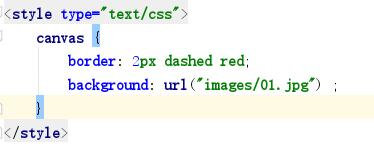 <style type="text/css">
canvas {
border: 2px dashed red;
background: url("images/01.jpg") ;
}
</style>